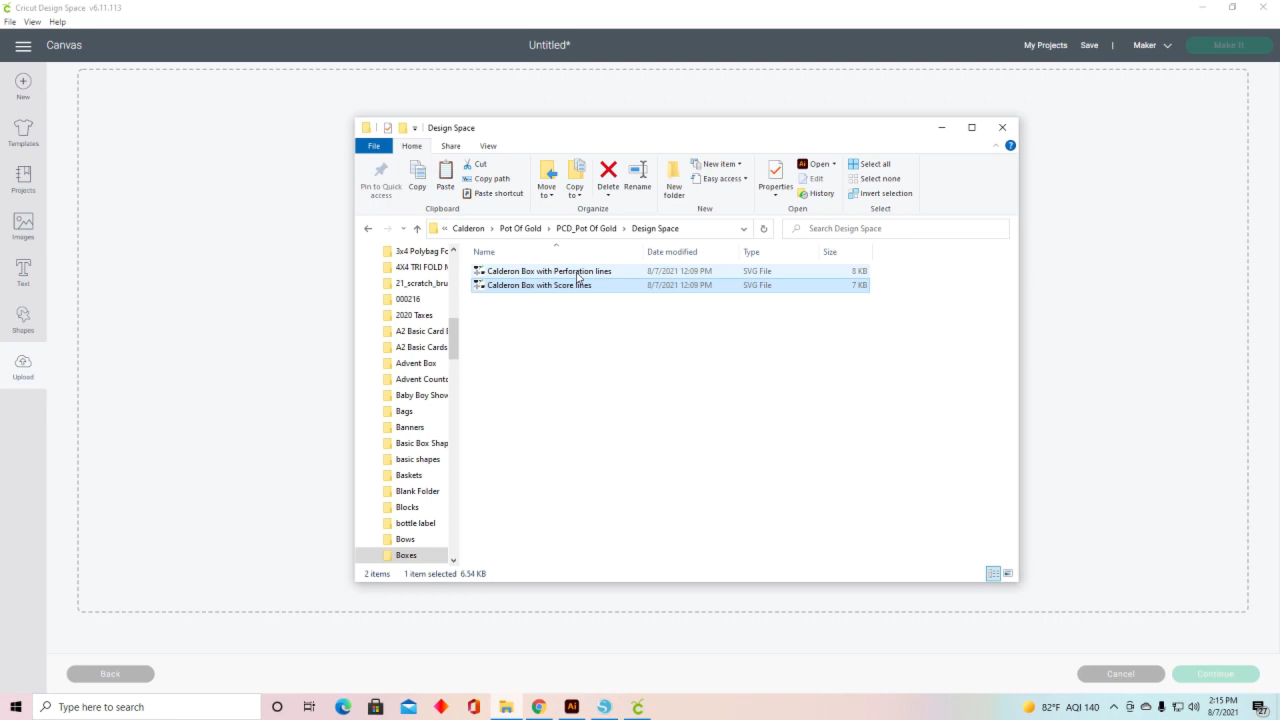 Cricut Design Space v6.11.113
File View Help
Canvas
Untitled*
My Projects Save | Maker Make It
New
Templates
Projects
Images
Text
Shapes
Upload
Design Space
File Home Share View
Pin to Quick access
Copy
Paste
Cut
Copy path
Paste shortcut
Move to
Copy to
Delete
Rename
New folder
New item
Easy access
Properties
Open
Edit
History
Select all
Select none
Invert selection
Clipboard Organize New Open Select
« Calderon > Pot Of Gold > PCD_Pot Of Gold > Design Space
Search Design Space
Name Date modified Type Size
Calderon Box with Perforation lines 8/7/2021 12:09 PM SVG File 8 KB
Calderon Box with Score lines 8/7/2021 12:09 PM SVG File 7 KB
3x4 Polybag Fo
4X4 TRI FOLD
21_scratch_bru
000216
2020 Taxes
A2 Basic Card
A2 Basic Cards
Advent Box
Advent Countd
Baby Boy Show
Bags
Banners
Basic Box Shap
basic shapes
Baskets
Blank Folder
Blocks
bottle label
Bows
Boxes
2 items 1 item selected 6.54 KB
Back
Cancel Continue
Type here to search
82°F AQI 140
2:15 PM
8/7/2021
27